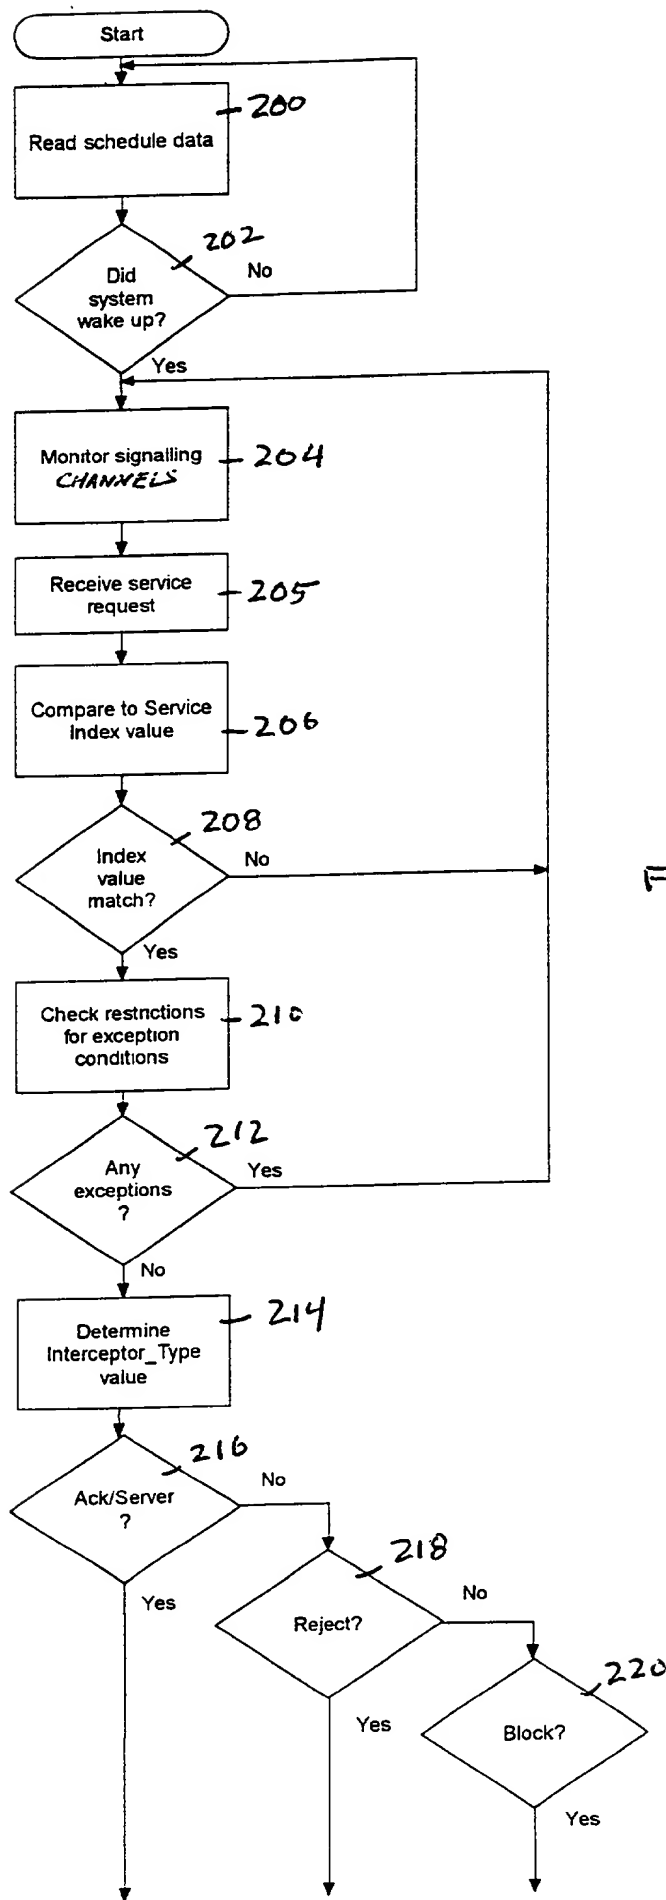 Start
200
Read schedule data
202
Did
system
wake up?
No
Yes
Monitor signalling
CHANNELS
204
Receive service
request
205
Compare to Service
Index value
206
208
Index
value
match?
No
Yes
Check restrictions
for exception
conditions
210
212
Any
exceptions
?
Yes
No
214
Determine
Interceptor_Type
value
216
Ack/Server
?
No
Yes
218
Reject?
No
Yes
220
Block?
Yes